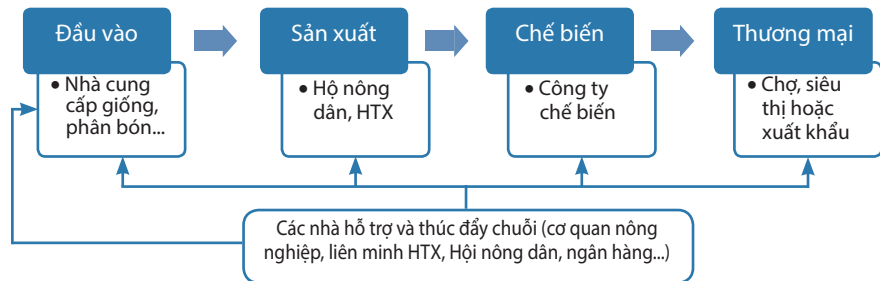 Đầu vào
• Nhà cung
cấp giống,
phân bón...
Sản xuất
• Hộ nông
dân, HTX
Chế biến
• Công ty
chế biến
Thương mại
• Chợ, siêu
thị hoặc
xuất khẩu
Các nhà hỗ trợ và thúc đẩy chuỗi (cơ quan nông
nghiệp, liên minh HTX, Hội nông dân, ngân hàng...)